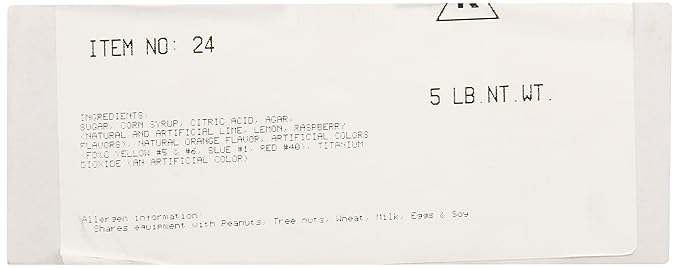 K
ITEM NO: 24
5 LB.NT.WT.
INGREDIENTS:
SUGAR, CORN SYRUP, CITRIC ACID, AGAR,
(NATURAL AND ARTIFICIAL LIME, LEMON, RASPBERRY
FLAVORS), NATURAL ORANGE FLAVOR, ARTIFICIAL COLORS
(FD&C YELLOW #5 & #6, BLUE #1, RED #40), TITANIUM
DIOXIDE (AN ARTIFICIAL COLOR)
Allergen information
Shares equipment with Peanuts, Tree nuts, Wheat, Milk, Eggs & Soy